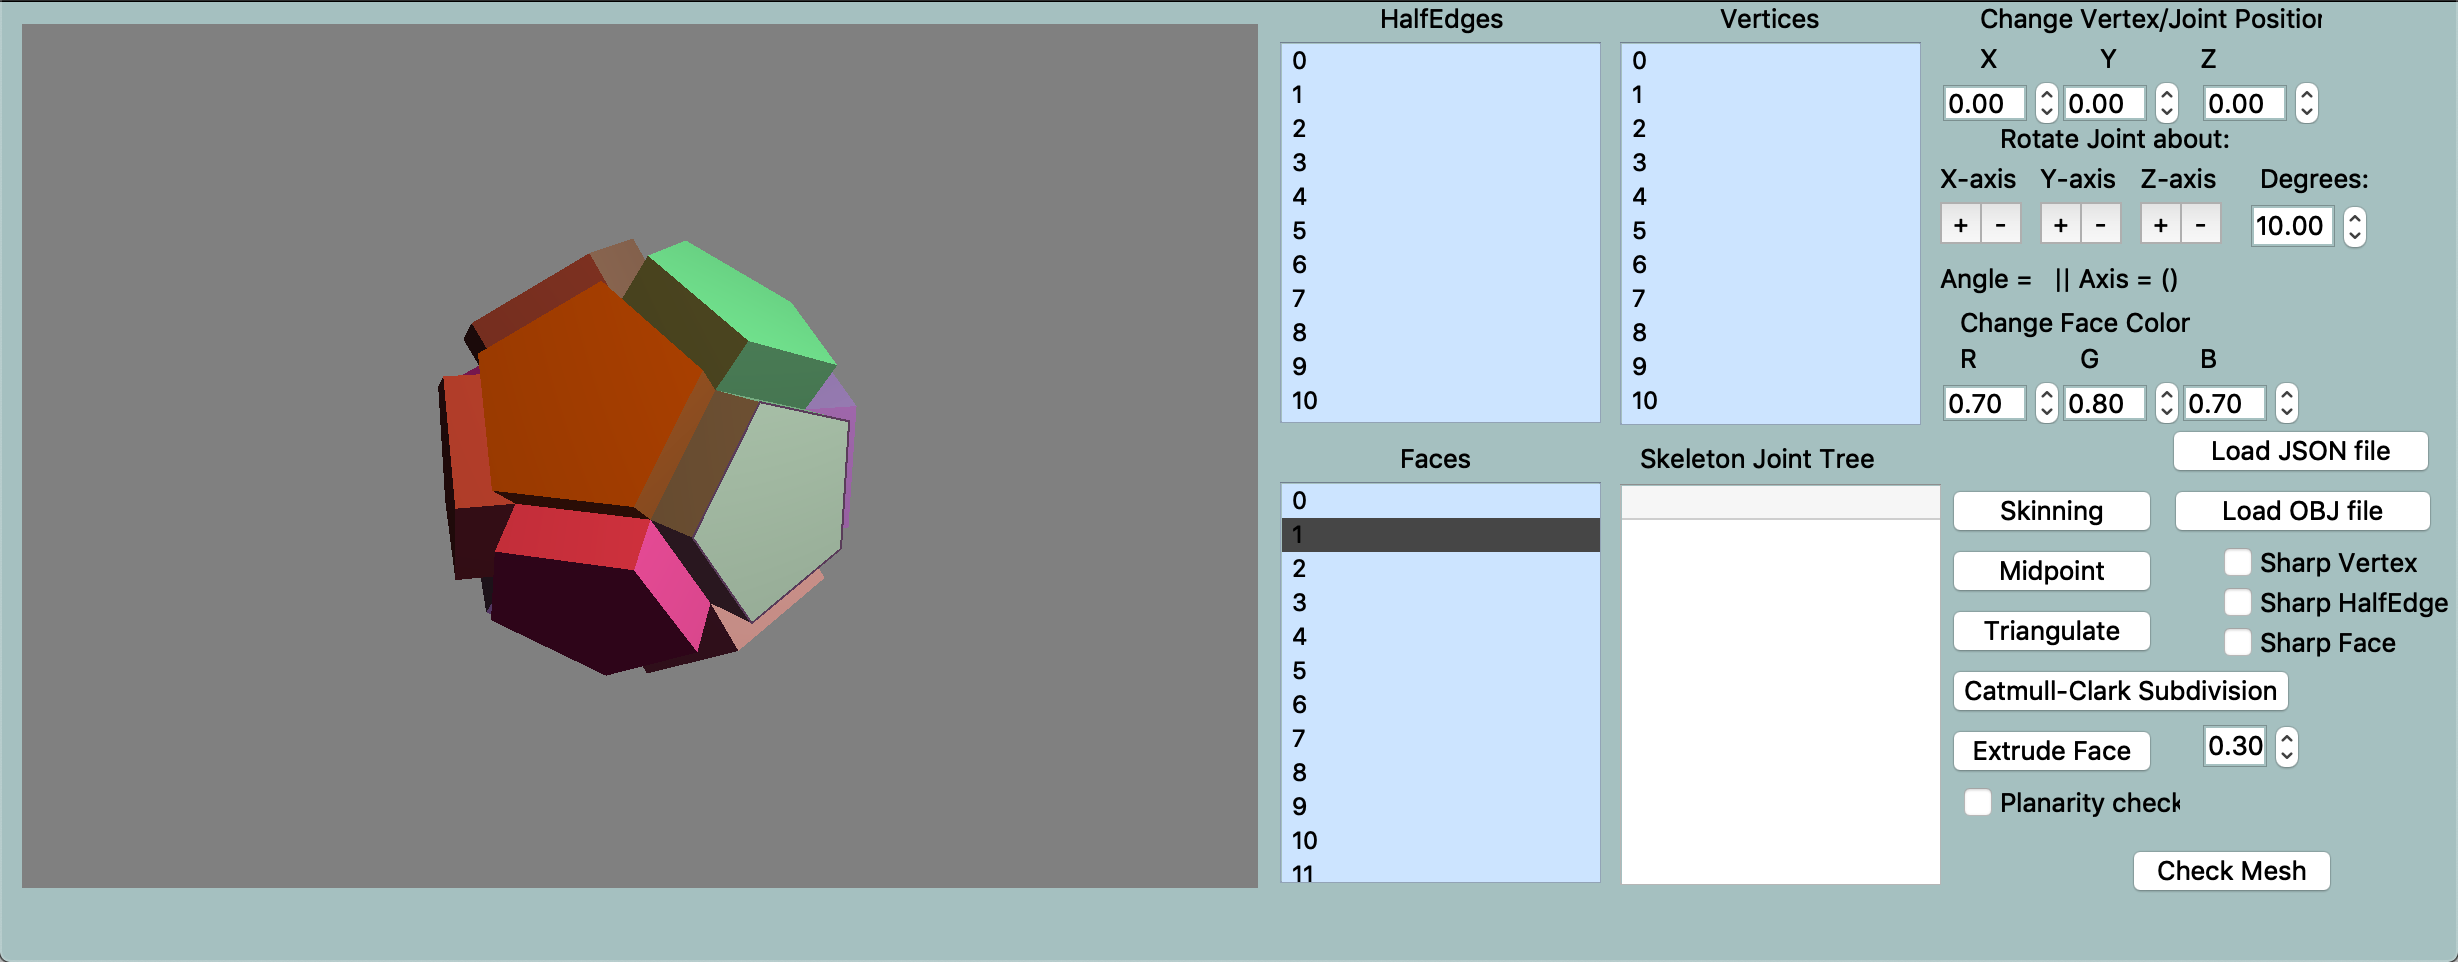 HalfEdges
0
1
2
3
4
5
6
7
8
9
10
Vertices
0
1
2
3
4
5
6
7
8
9
10
Faces
0
1
2
3
4
5
6
7
8
9
10
11
Skeleton Joint Tree
Change Vertex/Joint Position
X Y Z
0.00 0.00 0.00
Rotate Joint about:
X-axis Y-axis Z-axis Degrees:
+ - + - + - 10.00
Angle = || Axis = ()
Change Face Color
R G B
0.70 0.80 0.70
Load JSON file
Skinning Load OBJ file
Sharp Vertex
Midpoint
Sharp HalfEdge
Triangulate
Sharp Face
Catmull-Clark Subdivision
Extrude Face 0.30
Planarity check
Check Mesh